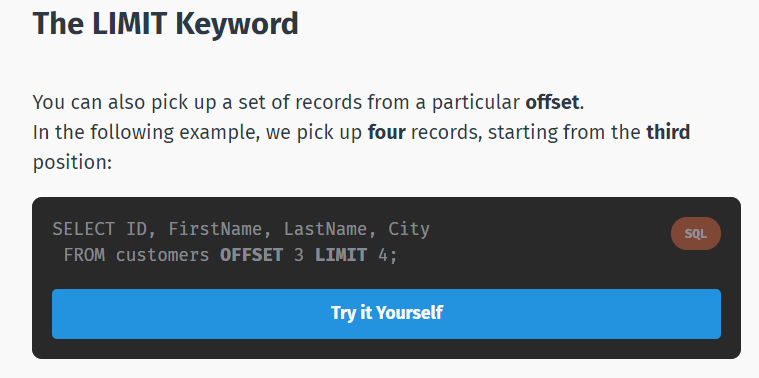 The LIMIT Keyword
You can also pick up a set of records from a particular offset.
In the following example, we pick up four records, starting from the third
position:
SELECT ID, FirstName, LastName, City
SQL
FROM customers OFFSET 3 LIMIT 4;
Try it Yourself